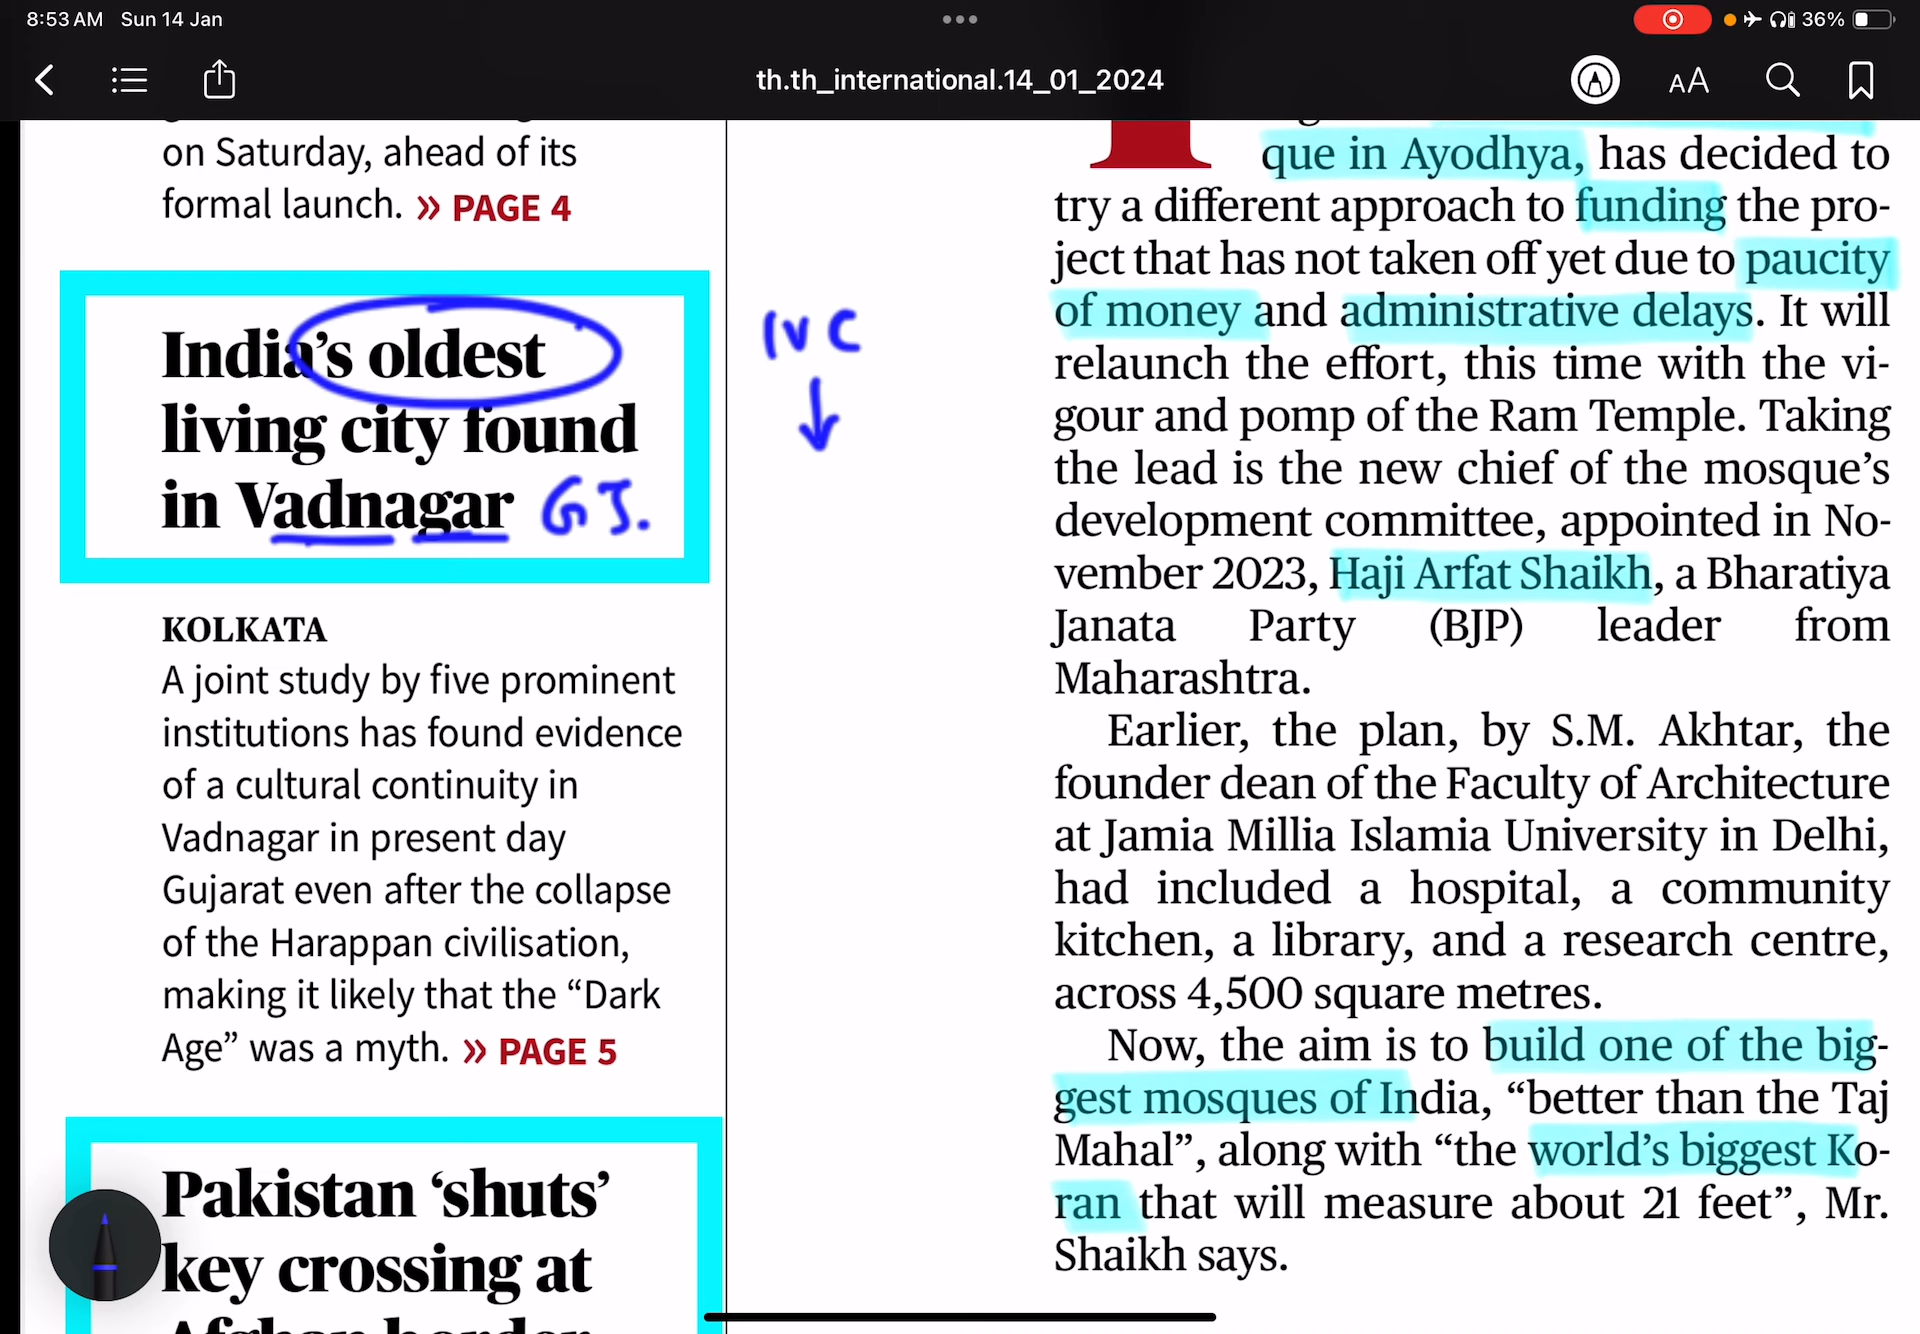 8:53 AM Sun 14 Jan
36%
th.th_international.14_01_2024
AA
on Saturday, ahead of its
formal launch. » PAGE 4
India's oldest
living city found
in Vadnagar GJ.
IVC
KOLKATA
A joint study by five prominent
institutions has found evidence
of a cultural continuity in
Vadnagar in present day
Gujarat even after the collapse
of the Harappan civilisation,
making it likely that the “Dark
Age” was a myth. » PAGE 5
Pakistan ‘shuts’
key crossing at
Afghan border
que in Ayodhya, has decided to
try a different approach to funding the pro-
ject that has not taken off yet due to paucity
of money and administrative delays. It will
relaunch the effort, this time with the vi-
gour and pomp of the Ram Temple. Taking
the lead is the new chief of the mosque’s
development committee, appointed in No-
vember 2023, Haji Arfat Shaikh, a Bharatiya
Janata Party (BJP) leader from
Maharashtra.
Earlier, the plan, by S.M. Akhtar, the
founder dean of the Faculty of Architecture
at Jamia Millia Islamia University in Delhi,
had included a hospital, a community
kitchen, a library, and a research centre,
across 4,500 square metres.
Now, the aim is to build one of the big-
gest mosques of India, “better than the Taj
Mahal”, along with “the world’s biggest Ko-
ran that will measure about 21 feet”, Mr.
Shaikh says.